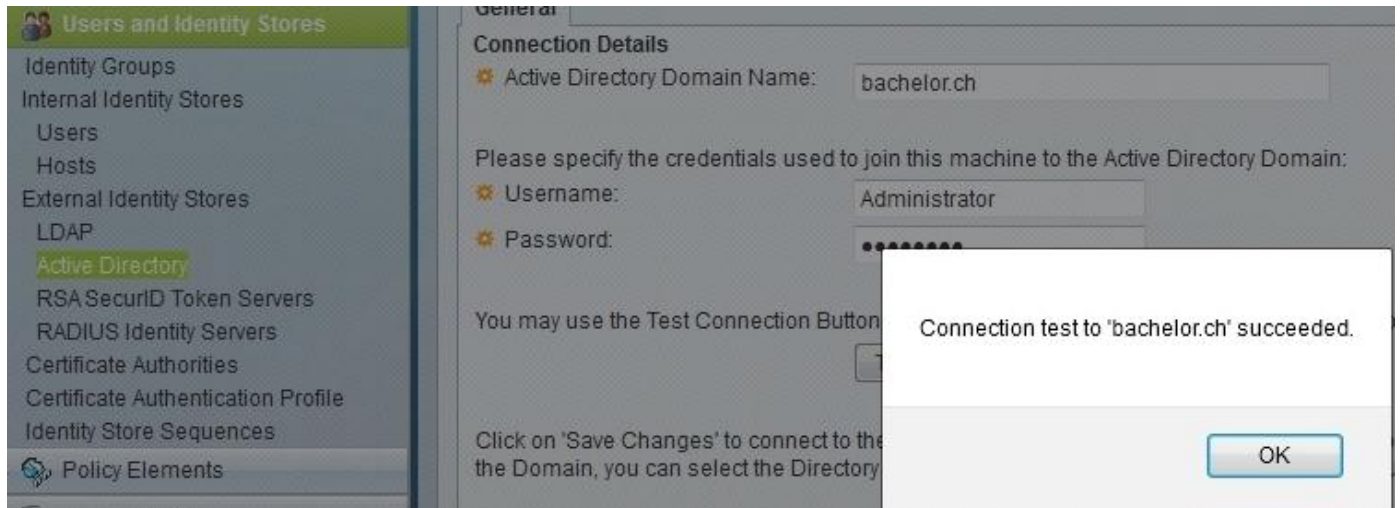 Users and Identity Stores
Identity Groups
Internal Identity Stores
Users
Hosts
External Identity Stores
LDAP
Active Directory
RSA SecurID Token Servers
RADIUS Identity Servers
Certificate Authorities
Certificate Authentication Profile
Identity Store Sequences
Policy Elements
General
Connection Details
Active Directory Domain Name: bachelor.ch
Please specify the credentials used to join this machine to the Active Directory Domain:
Username: Administrator
Password: ••••••••
You may use the Test Connection Button
Click on 'Save Changes' to connect to the
the Domain, you can select the Directory
Connection test to 'bachelor.ch' succeeded.
OK